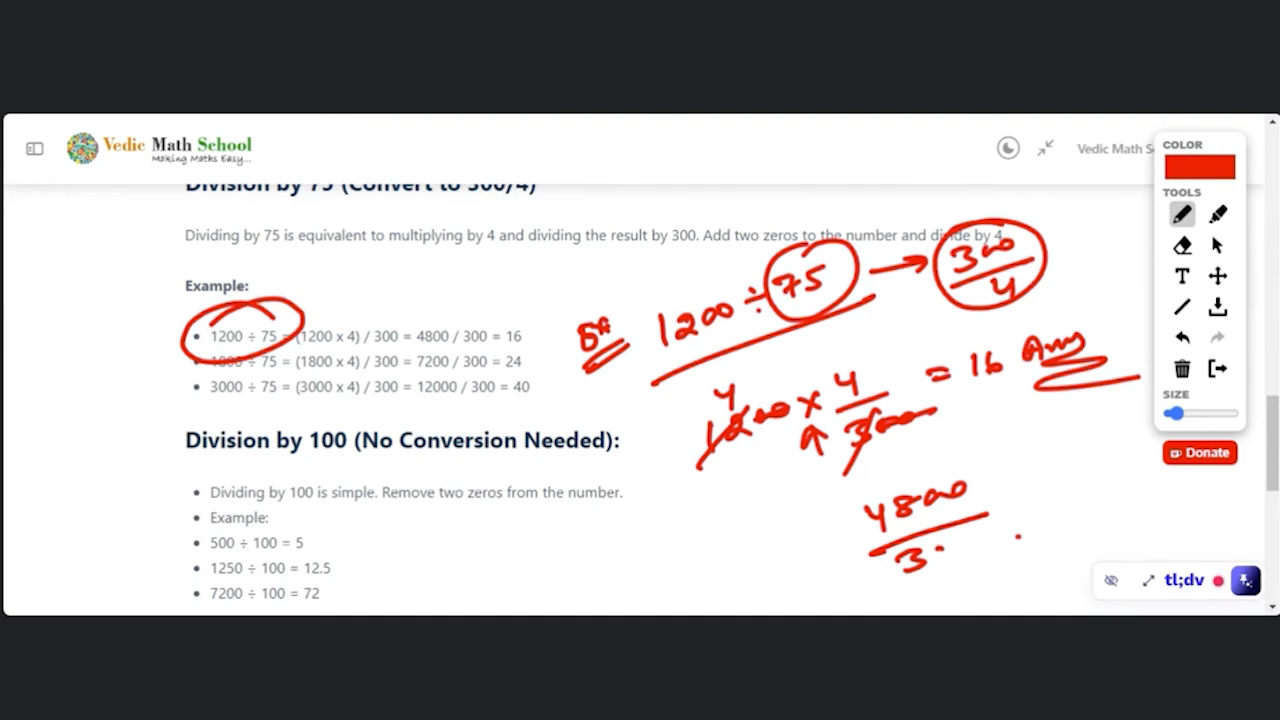 Vedic Math School
Making Maths Easy...
Vedic Math S
COLOR
TOOLS
SIZE
Donate
Division by 75 (Convert to 300/4)
Dividing by 75 is equivalent to multiplying by 4 and dividing the result by 300. Add two zeros to the number and divide by 4
Example:
1200 ÷ 75 = (1200 x 4) / 300 = 4800 / 300 = 16
1800 ÷ 75 = (1800 x 4) / 300 = 7200 / 300 = 24
3000 ÷ 75 = (3000 x 4) / 300 = 12000 / 300 = 40
1200 ÷ 75 → 300/4
4
1200 × 4/300 = 16 Ans
4800
3
Division by 100 (No Conversion Needed):
Dividing by 100 is simple. Remove two zeros from the number.
Example:
500 ÷ 100 = 5
1250 ÷ 100 = 12.5
7200 ÷ 100 = 72
tl;dv